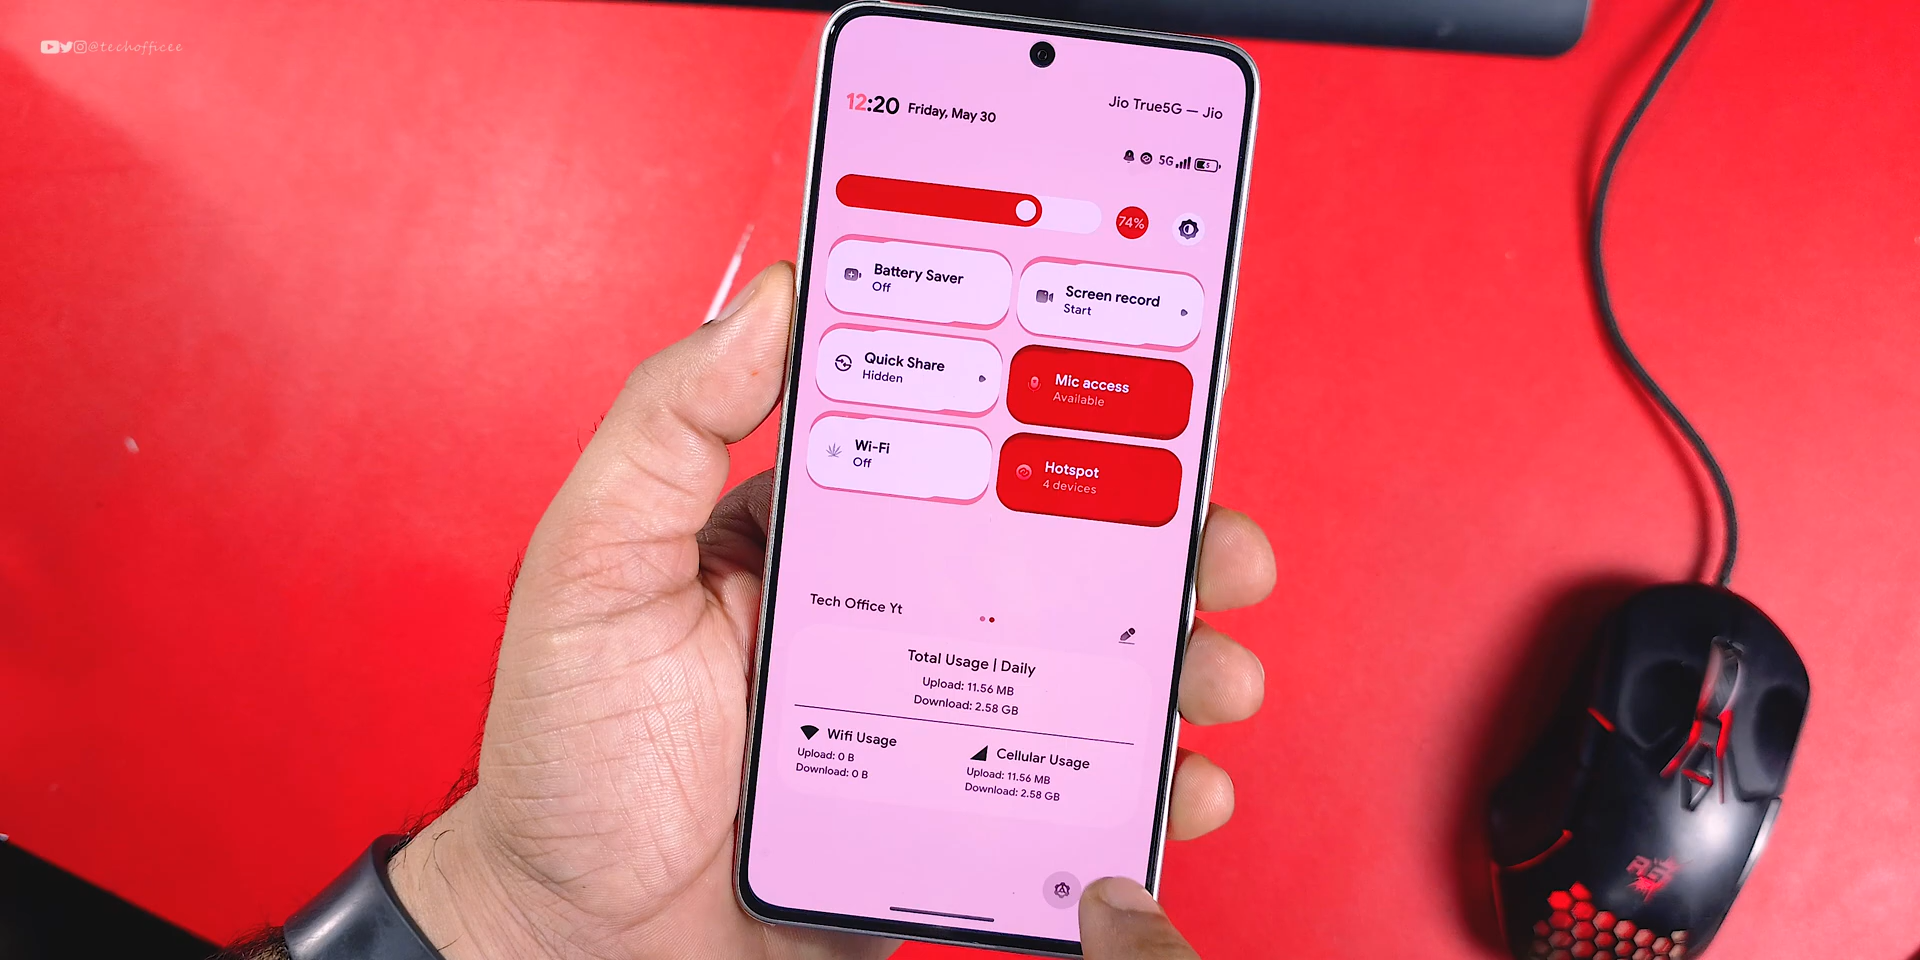 @techofficee
12:20 Friday, May 30
Jio True5G — Jio
5G 5
74%
Battery Saver
Off
Screen record
Start
Quick Share
Hidden
Mic access
Available
Wi-Fi
Off
Hotspot
4 devices
Tech Office Yt
Total Usage | Daily
Upload: 11.56 MB
Download: 2.58 GB
Wifi Usage
Upload: 0 B
Download: 0 B
Cellular Usage
Upload: 11.56 MB
Download: 2.58 GB
RG